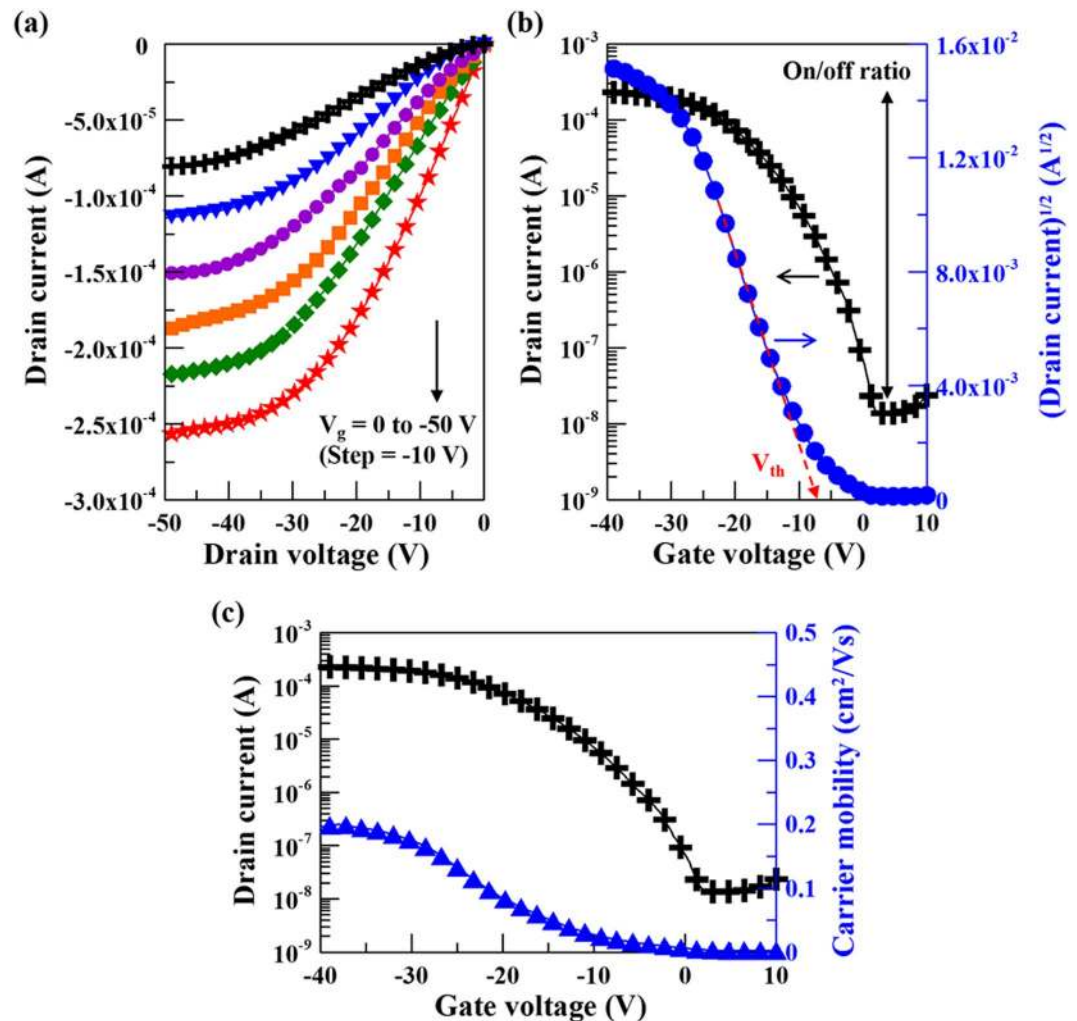 (a)
0
-5.0x10⁻⁵
-1.0x10⁻⁴
-1.5x10⁻⁴
-2.0x10⁻⁴
-2.5x10⁻⁴
-3.0x10⁻⁴
Drain current (A)
-50 -40 -30 -20 -10 0
Drain voltage (V)
V_g = 0 to -50 V
(Step = -10 V)
(b)
10⁻³
10⁻⁴
10⁻⁵
10⁻⁶
10⁻⁷
10⁻⁸
10⁻⁹
Drain current (A)
On/off ratio
V_th
-40 -30 -20 -10 0 10
Gate voltage (V)
1.6x10⁻²
1.2x10⁻²
8.0x10⁻³
4.0x10⁻³
0
(Drain current)^1/2 (A^1/2)
(c)
10⁻³
10⁻⁴
10⁻⁵
10⁻⁶
10⁻⁷
10⁻⁸
10⁻⁹
Drain current (A)
-40 -30 -20 -10 0 10
Gate voltage (V)
0.5
0.4
0.3
0.2
0.1
0
Carrier mobility (cm²/Vs)